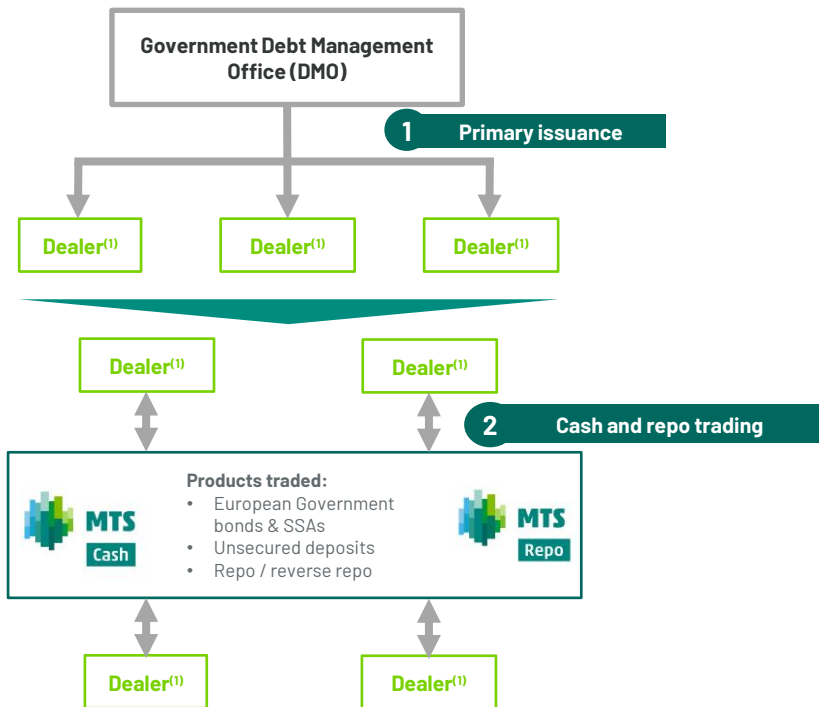 Government Debt Management
Office (DMO)
1 Primary issuance
Dealer(1)
Dealer(1)
Dealer(1)
Dealer(1)
Dealer(1)
2 Cash and repo trading
MTS
Cash
Products traded:
• European Government
bonds & SSAs
• Unsecured deposits
• Repo / reverse repo
MTS
Repo
Dealer(1)
Dealer(1)